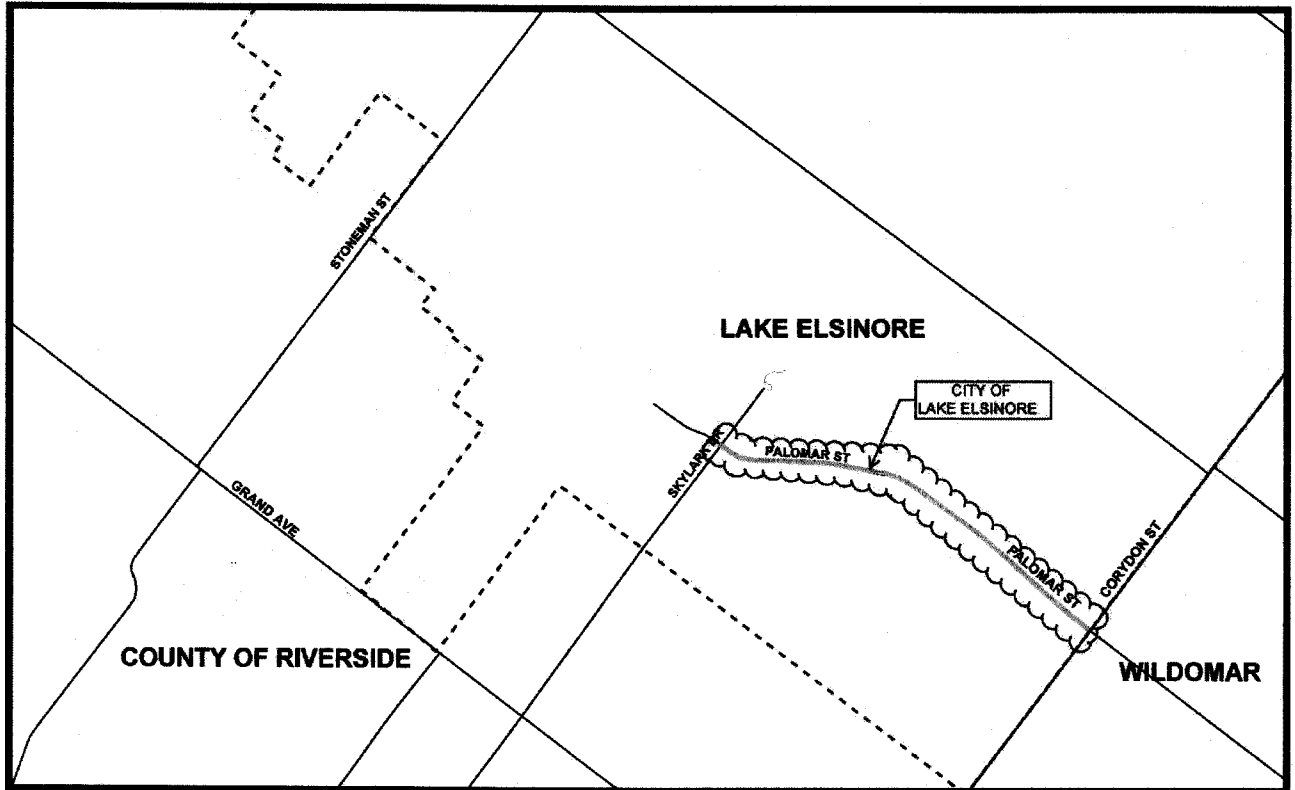 STONEMAN ST
LAKE ELSINORE
CITY OF
LAKE ELSINORE
SKYLARK DR
PALOMAR ST
GRAND AVE
PALOMAR ST
CORYDON ST
COUNTY OF RIVERSIDE
WILDOMAR